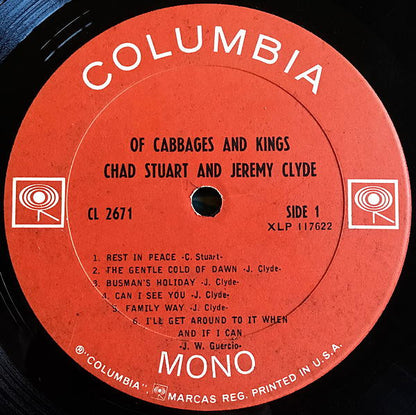 COLUMBIA
OF CABBAGES AND KINGS
CHAD STUART AND JEREMY CLYDE
CL 2671
SIDE 1
XLP 117622
1. REST IN PEACE -C. Stuart-
2. THE GENTLE COLD OF DAWN -J. Clyde-
3. BUSMAN'S HOLIDAY -J. Clyde-
4. CAN I SEE YOU -J. Clyde-
5. FAMILY WAY -J. Clyde-
6. I'LL GET AROUND TO IT WHEN
AND IF I CAN
-J. W. Guercio-
MONO
®"COLUMBIA", MARCAS REG. PRINTED IN U.S.A.